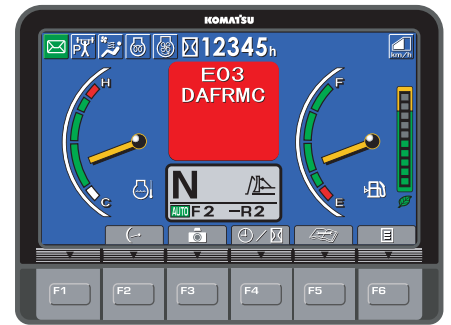 KOMATSU
P
12345h
km/h
E03
DAFRMC
H
F
N
C
E
AUTO F2 -R2
F1 F2 F3 F4 F5 F6